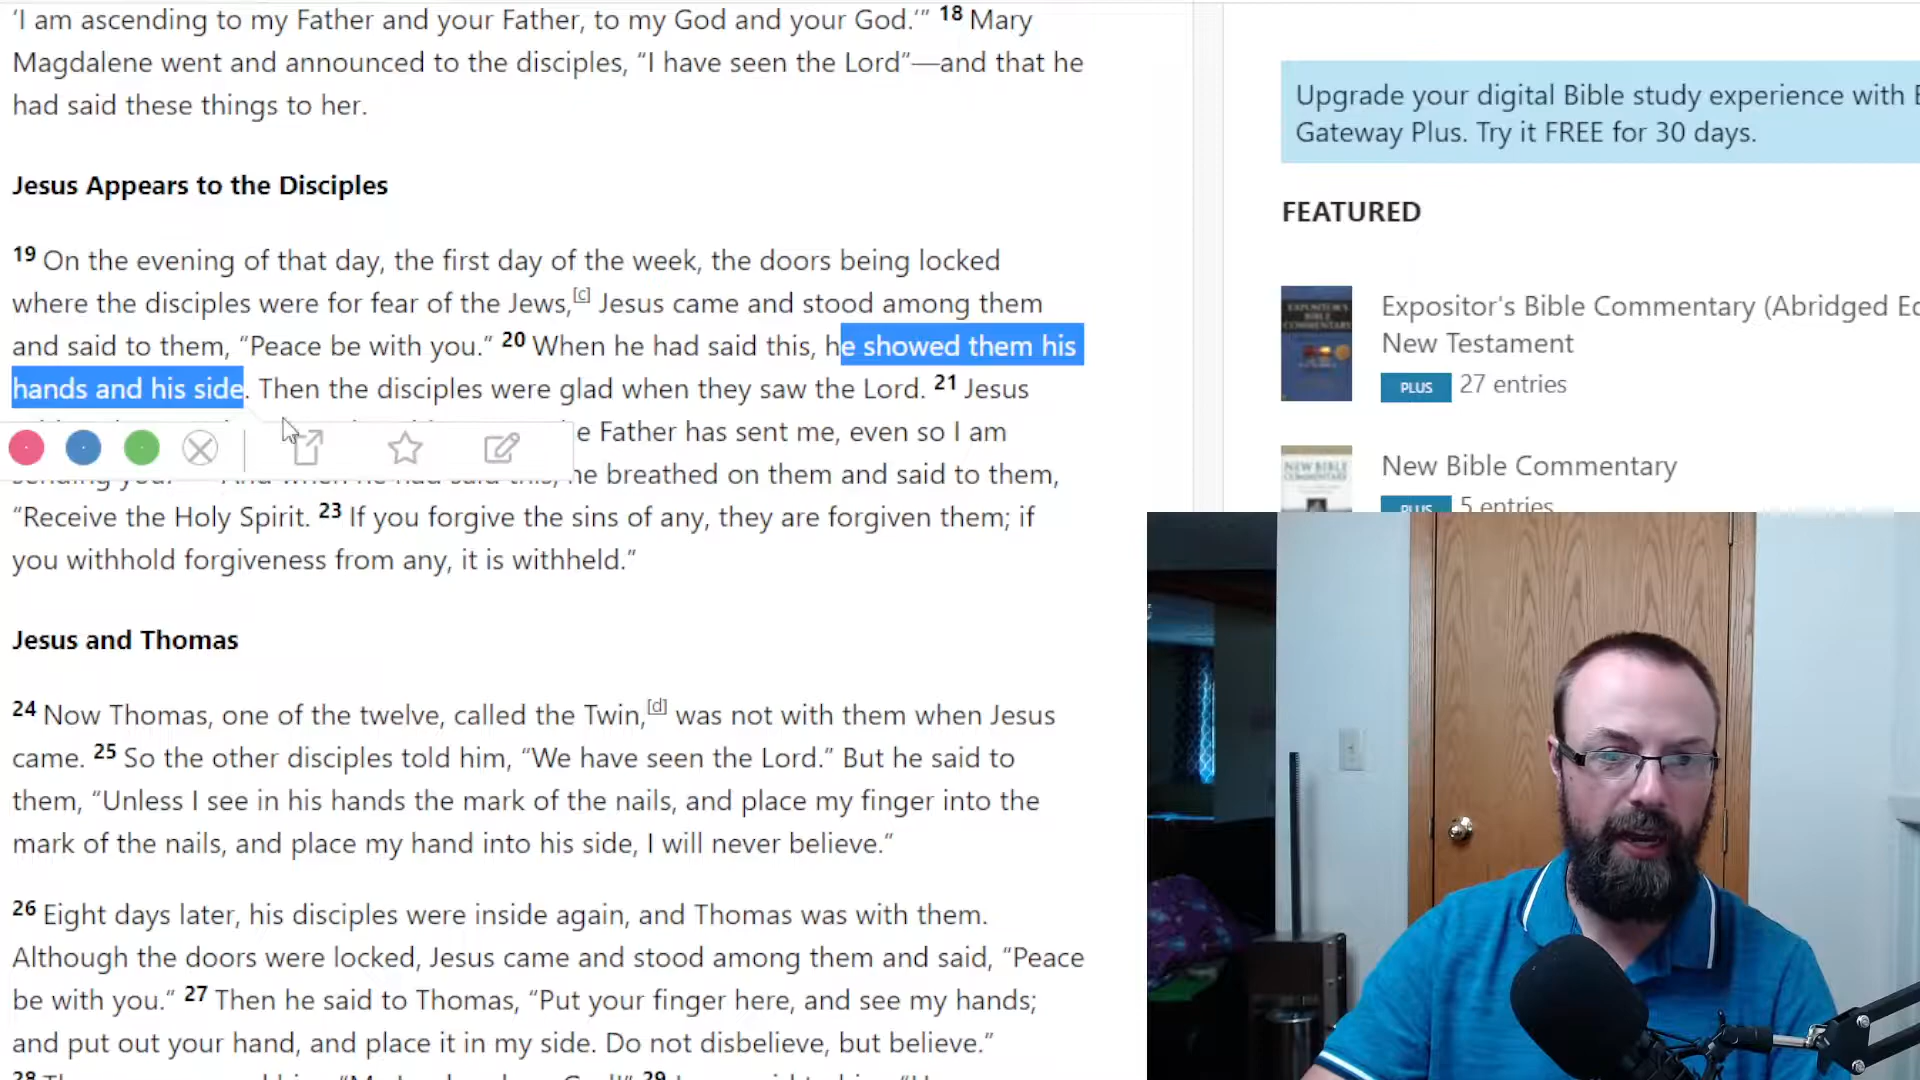 ‘I am ascending to my Father and your Father, to my God and your God.’” 18 Mary
Magdalene went and announced to the disciples, “I have seen the Lord”—and that he
had said these things to her.
Jesus Appears to the Disciples
19 On the evening of that day, the first day of the week, the doors being locked
where the disciples were for fear of the Jews,[c] Jesus came and stood among them
and said to them, “Peace be with you.” 20 When he had said this, he showed them his
hands and his side. Then the disciples were glad when they saw the Lord. 21 Jesus
e Father has sent me, even so I am
he breathed on them and said to them,
“Receive the Holy Spirit. 23 If you forgive the sins of any, they are forgiven them; if
you withhold forgiveness from any, it is withheld.”
Jesus and Thomas
24 Now Thomas, one of the twelve, called the Twin,[d] was not with them when Jesus
came. 25 So the other disciples told him, “We have seen the Lord.” But he said to
them, “Unless I see in his hands the mark of the nails, and place my finger into the
mark of the nails, and place my hand into his side, I will never believe.”
26 Eight days later, his disciples were inside again, and Thomas was with them.
Although the doors were locked, Jesus came and stood among them and said, “Peace
be with you.” 27 Then he said to Thomas, “Put your finger here, and see my hands;
and put out your hand, and place it in my side. Do not disbelieve, but believe.”
Upgrade your digital Bible study experience with
Gateway Plus. Try it FREE for 30 days.
FEATURED
EXPOSITOR'S
BIBLE
COMMENTARY
Expositor's Bible Commentary (Abridged
New Testament
PLUS 27 entries
NEW BIBLE
COMMENTARY
New Bible Commentary
PLUS 5 entries